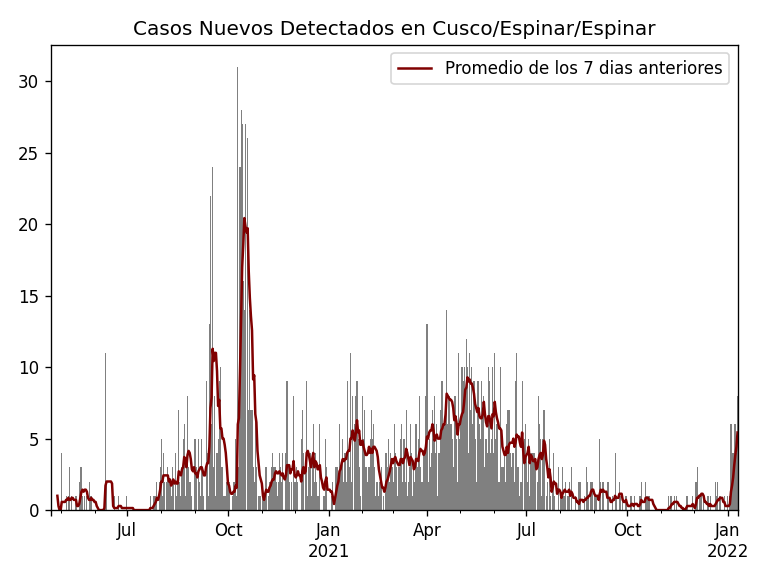 Casos Nuevos Detectados en Cusco/Espinar/Espinar
Promedio de los 7 dias anteriores
30
25
20
15
10
5
0
Jul
Oct
Jan
2021
Apr
Jul
Oct
Jan
2022